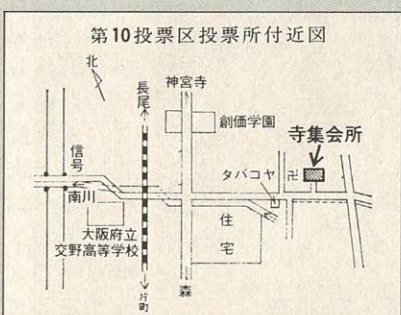 第10投票区投票所付近図
北
長尾
神宮寺
創価学園
寺集会所
信号
タバコヤ
卍
南川
大阪府立
交野高等学校
住宅
片町
森